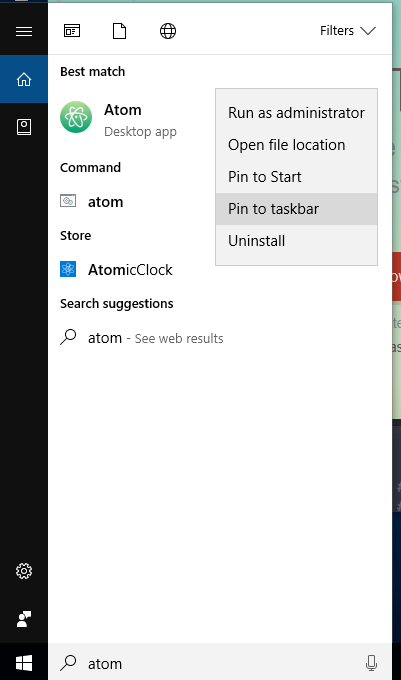 Filters
Best match
Atom
Desktop app
Run as administrator
Open file location
Pin to Start
Pin to taskbar
Uninstall
Command
atom
Store
AtomicClock
Search suggestions
atom - See web results
atom